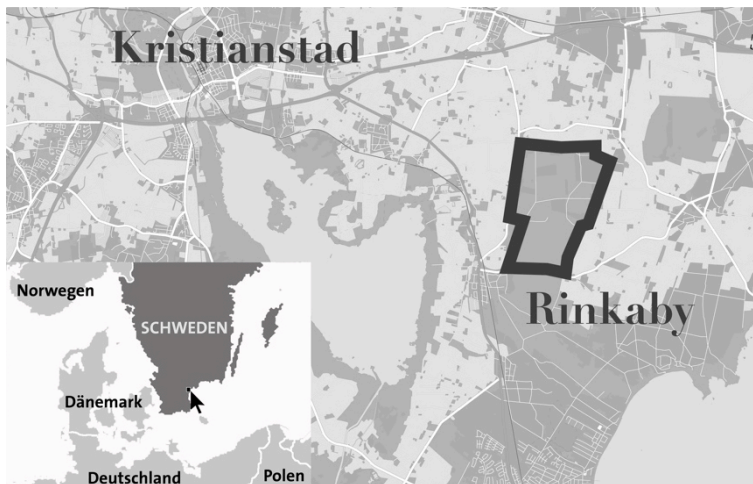 Kristianstad
Rinkaby
Norwegen
SCHWEDEN
Dänemark
Deutschland
Polen